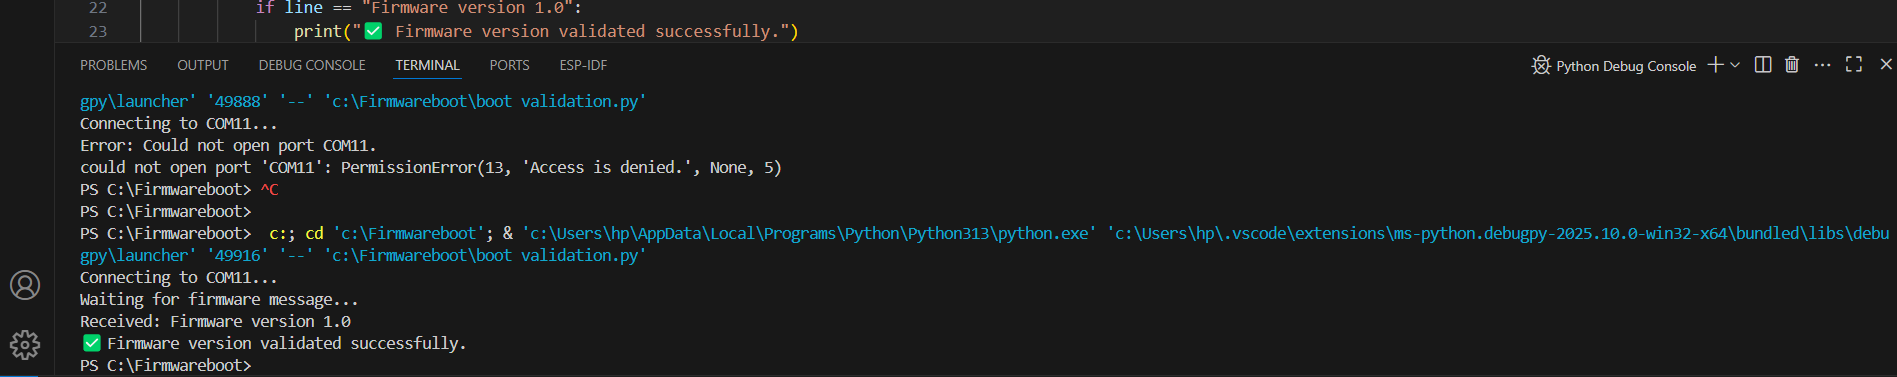 22 if line == "Firmware version 1.0":
23 print("✅ Firmware version validated successfully.")
PROBLEMS OUTPUT DEBUG CONSOLE TERMINAL PORTS ESP-IDF Python Debug Console
gpy\launcher' '49888' '--' 'c:\Firmwareboot\boot validation.py'
Connecting to COM11...
Error: Could not open port COM11.
could not open port 'COM11': PermissionError(13, 'Access is denied.', None, 5)
PS C:\Firmwareboot> ^C
PS C:\Firmwareboot>
PS C:\Firmwareboot>  c:; cd 'c:\Firmwareboot'; & 'c:\Users\hp\AppData\Local\Programs\Python\Python313\python.exe' 'c:\Users\hp\.vscode\extensions\ms-python.debugpy-2025.10.0-win32-x64\bundled\libs\debu
gpy\launcher' '49916' '--' 'c:\Firmwareboot\boot validation.py'
Connecting to COM11...
Waiting for firmware message...
Received: Firmware version 1.0
✅ Firmware version validated successfully.
PS C:\Firmwareboot>